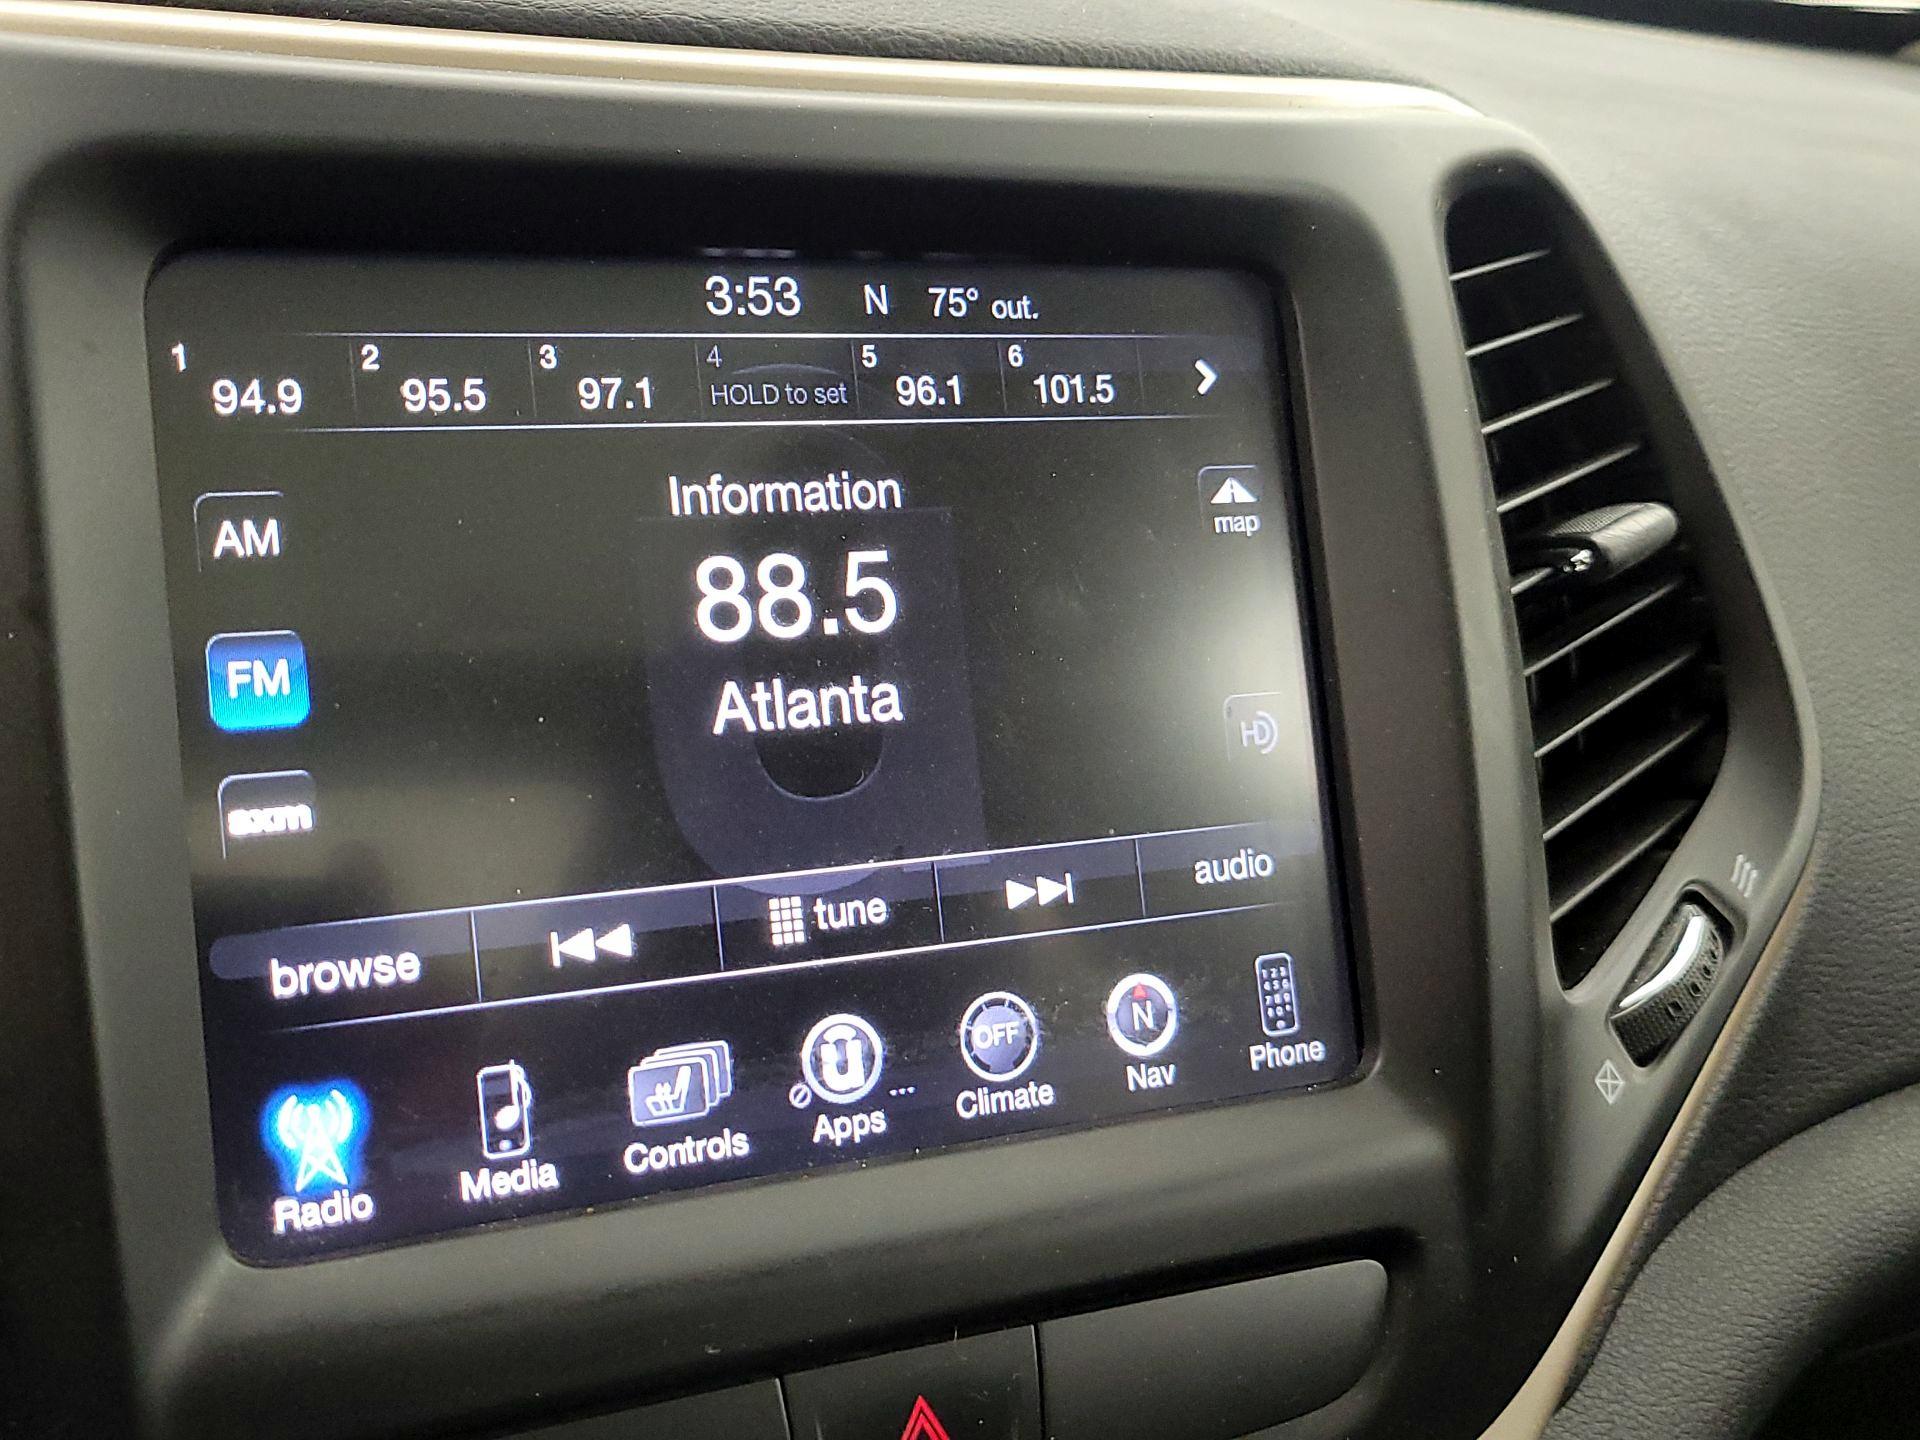 3:53 N 75° out.
1 2 3 4 5 6
94.9 95.5 97.1 HOLD to set 96.1 101.5
Information
map
AM
88.5
FM
Atlanta
HD
sxm
browse tune audio
Radio Media Controls Apps ... Climate Nav Phone
OFF
N